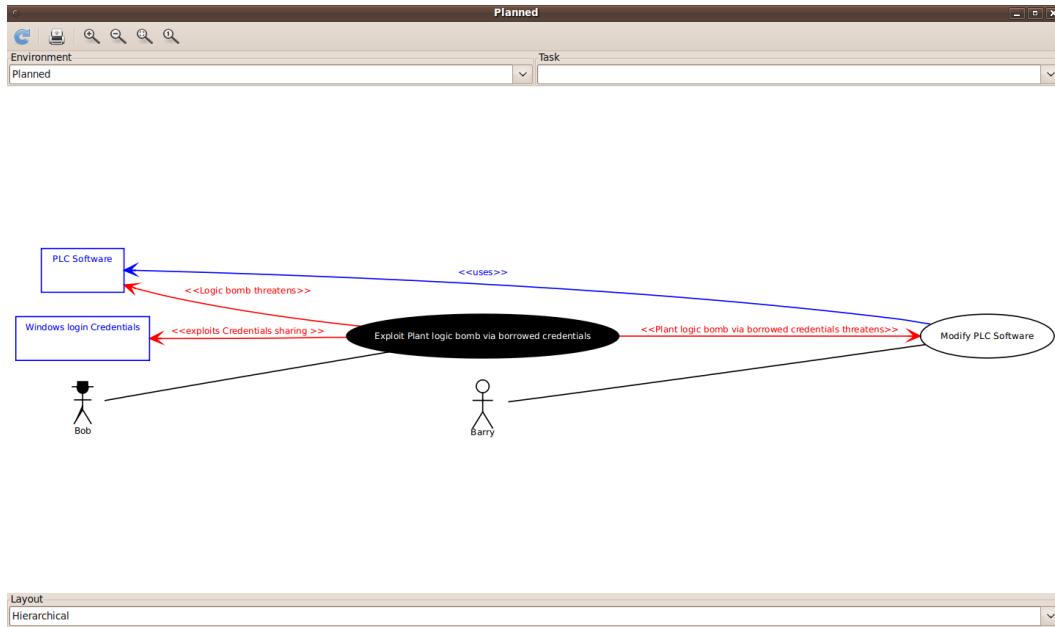 Planned
Environment
Task
Planned
PLC Software
<<uses>>
<<Logic bomb threatens>>
Windows login Credentials
<<exploits Credentials sharing >>
Exploit Plant logic bomb via borrowed credentials
<<Plant logic bomb via borrowed credentials threatens>>
Modify PLC Software
Bob
Barry
Layout
Hierarchical